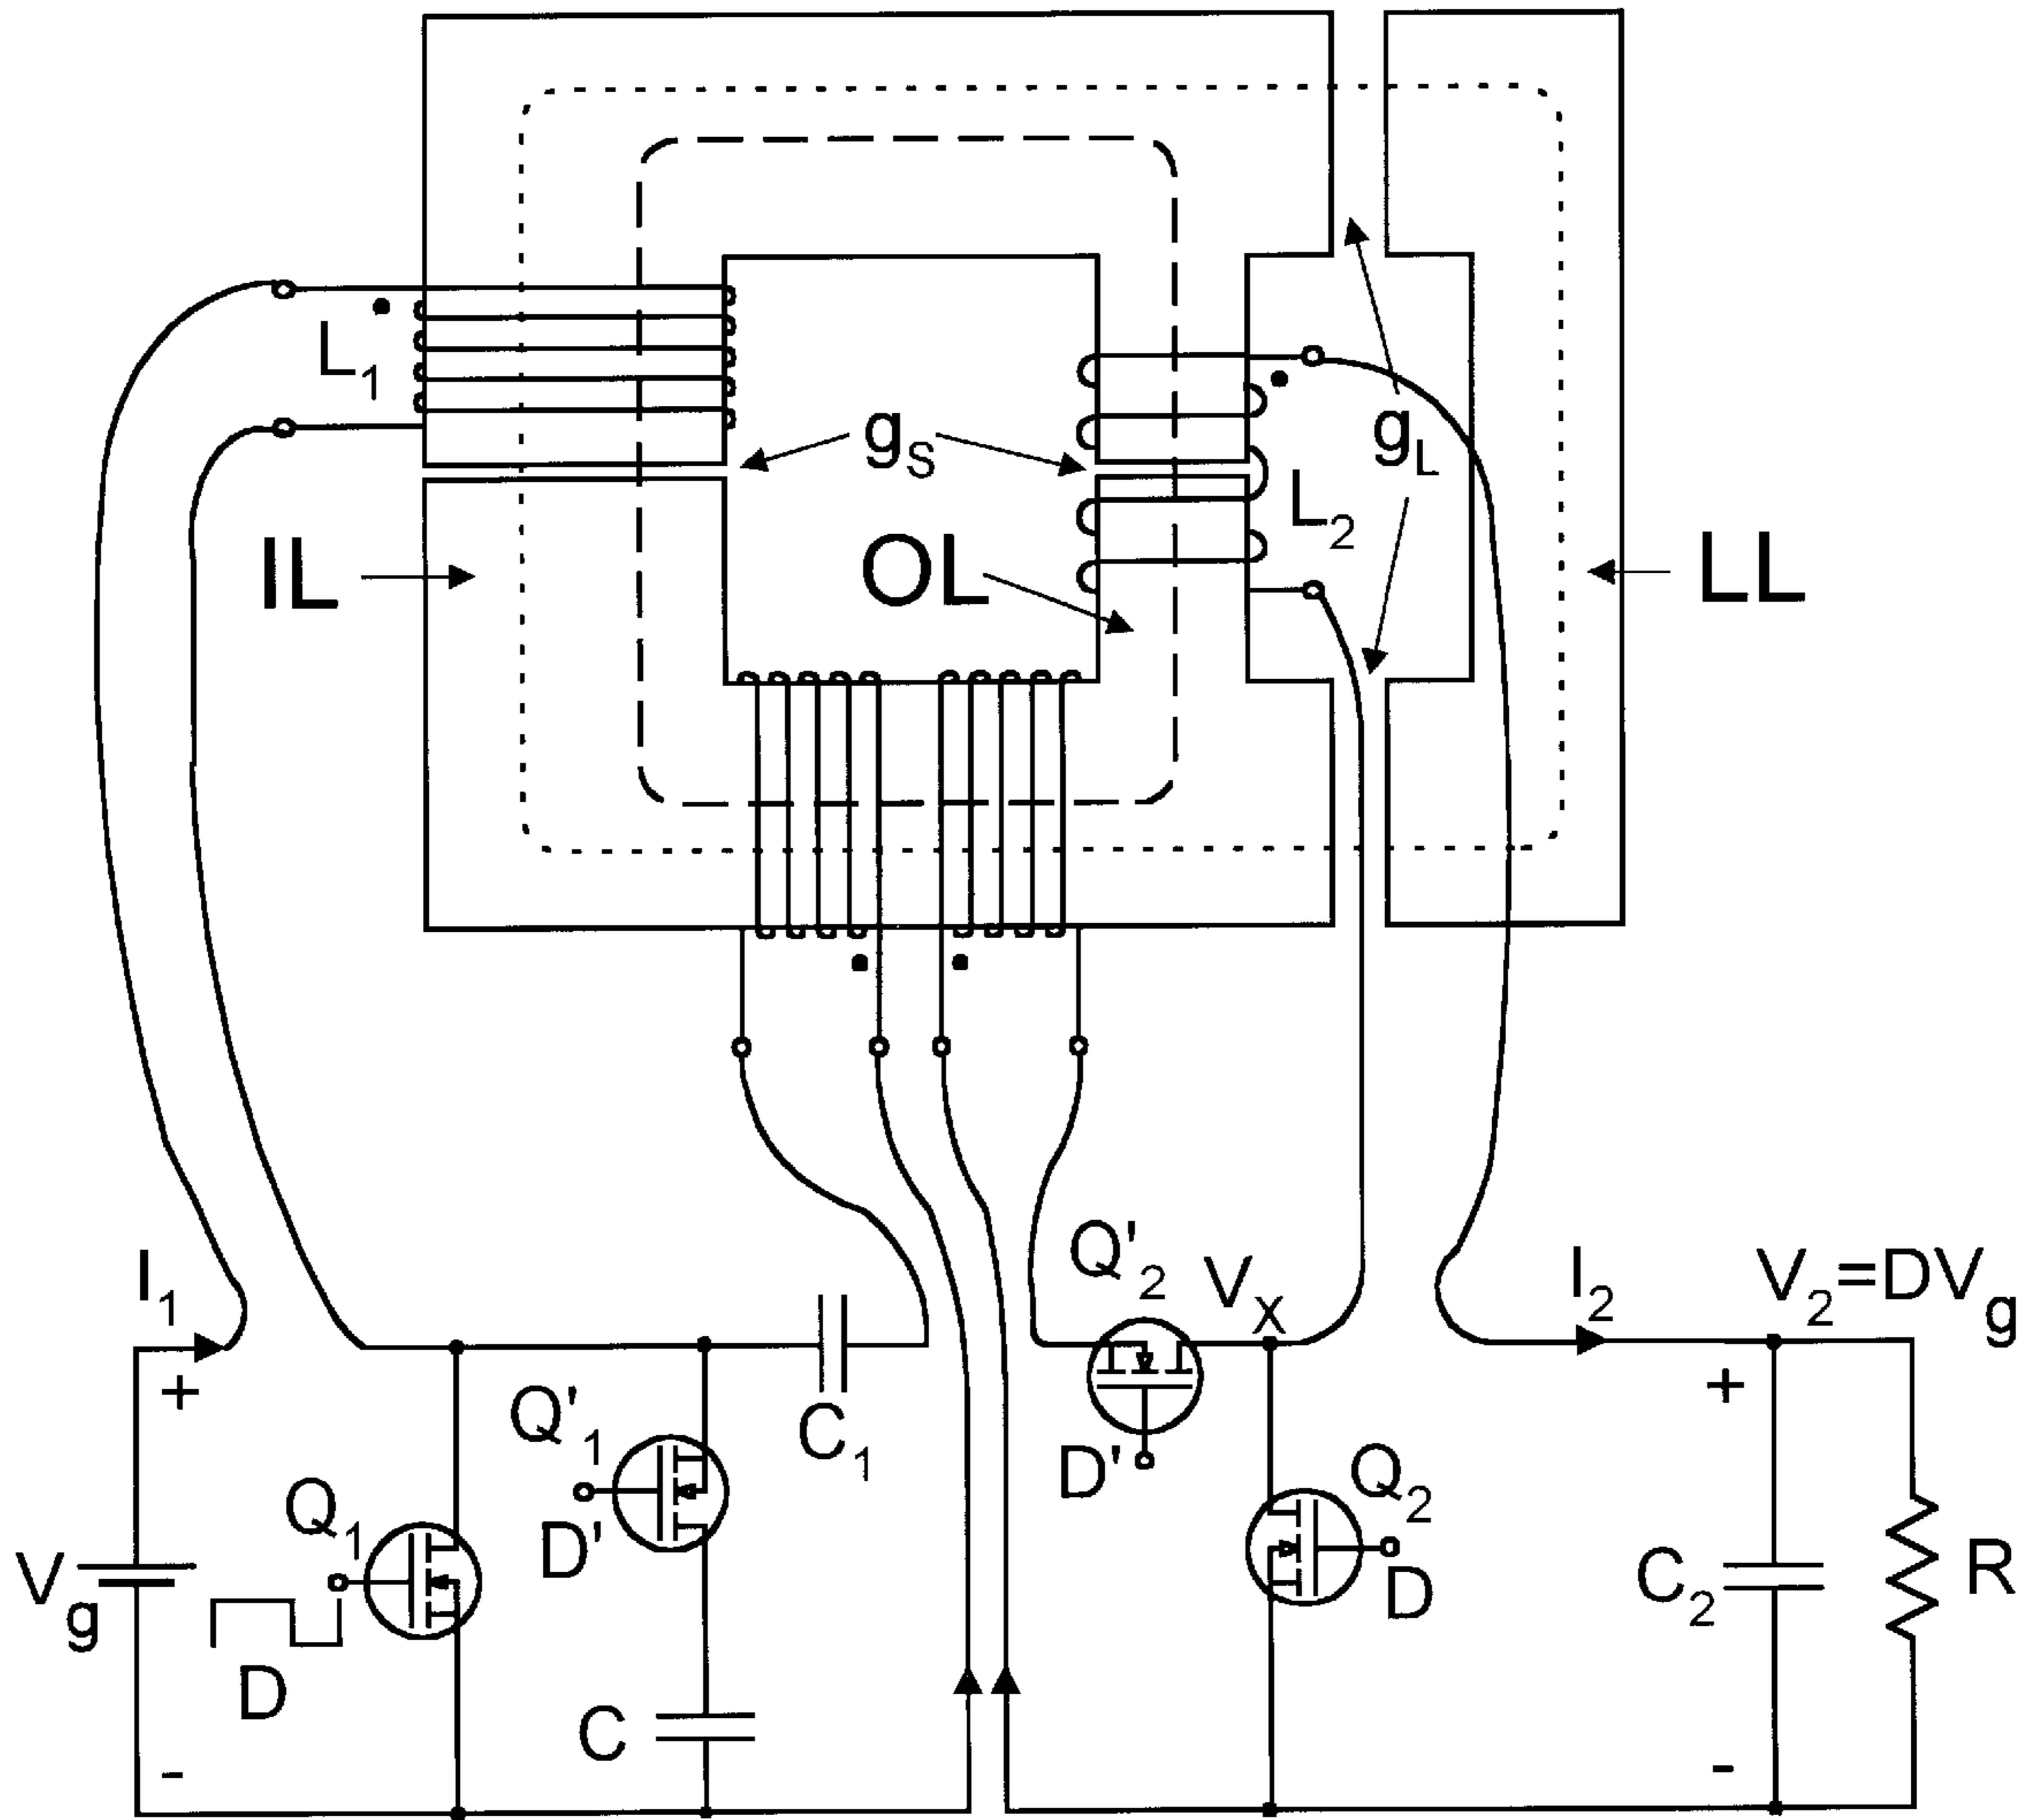 L1
gS
gL
L2
IL
OL
LL
I1
+
Q'2
VX
I2
V2=DVg
+
Q'1
C1
D'
Q1
D'
Q2
Vg
D
C2
R
D
C
-
-